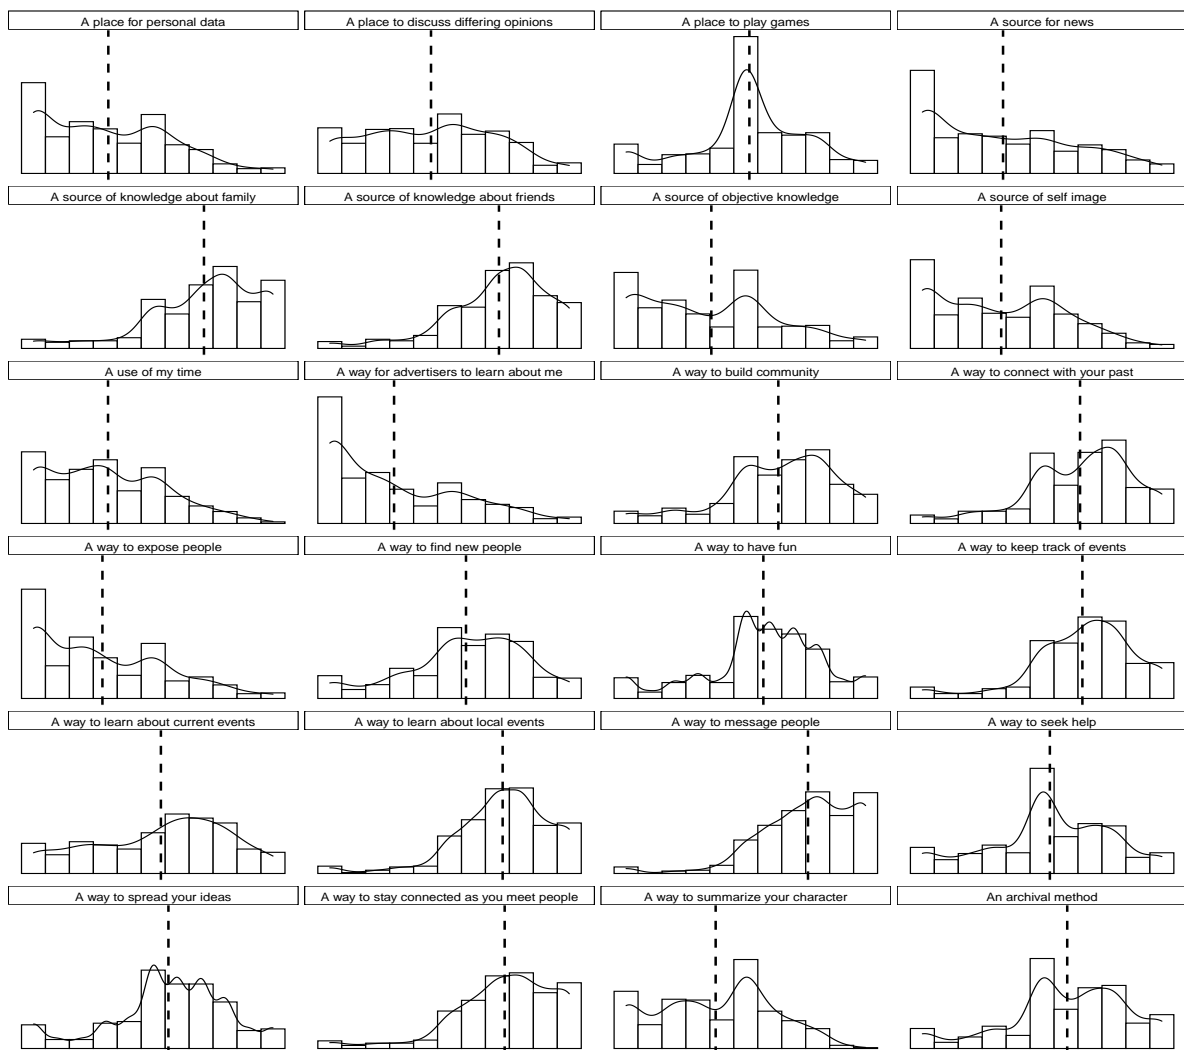 A place for personal data
A place to discuss differing opinions
A place to play games
A source for news
A source of knowledge about family
A source of knowledge about friends
A source of objective knowledge
A source of self image
A use of my time
A way for advertisers to learn about me
A way to build community
A way to connect with your past
A way to expose people
A way to find new people
A way to have fun
A way to keep track of events
A way to learn about current events
A way to learn about local events
A way to message people
A way to seek help
A way to spread your ideas
A way to stay connected as you meet people
A way to summarize your character
An archival method